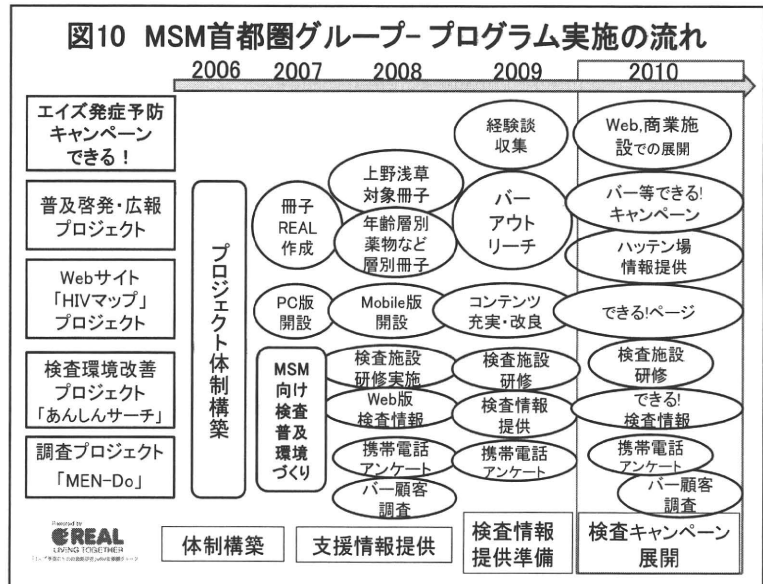 図10 MSM首都圏グループ- プログラム実施の流れ
2006 2007 2008 2009 2010
エイズ発症予防
キャンペーン
できる！
経験談
収集
Web,商業施
設での展開
普及啓発・広報
プロジェクト
プロジェクト体制構築
冊子
REAL
作成
上野浅草
対象冊子
年齢層別
薬物など
層別冊子
バー
アウト
リーチ
バー等できる!
キャンペーン
ハッテン場
情報提供
Webサイト
「HIVマップ」
プロジェクト
PC版
開設
Mobile版
開設
コンテンツ
充実・改良
できる!ページ
検査環境改善
プロジェクト
「あんしんサーチ」
MSM
向け
検査
普及
環境
づくり
検査施設
研修実施
Web版
検査情報
検査施設
研修
検査情報
提供
検査施設
研修
できる!
検査情報
調査プロジェクト
「MEN-Do」
携帯電話
アンケート
バー顧客
調査
携帯電話
アンケート
携帯電話
アンケート
バー顧客
調査
Powered by
REAL
LIVING TOGETHER
体制構築
支援情報提供
検査情報
提供準備
検査キャンペーン
展開